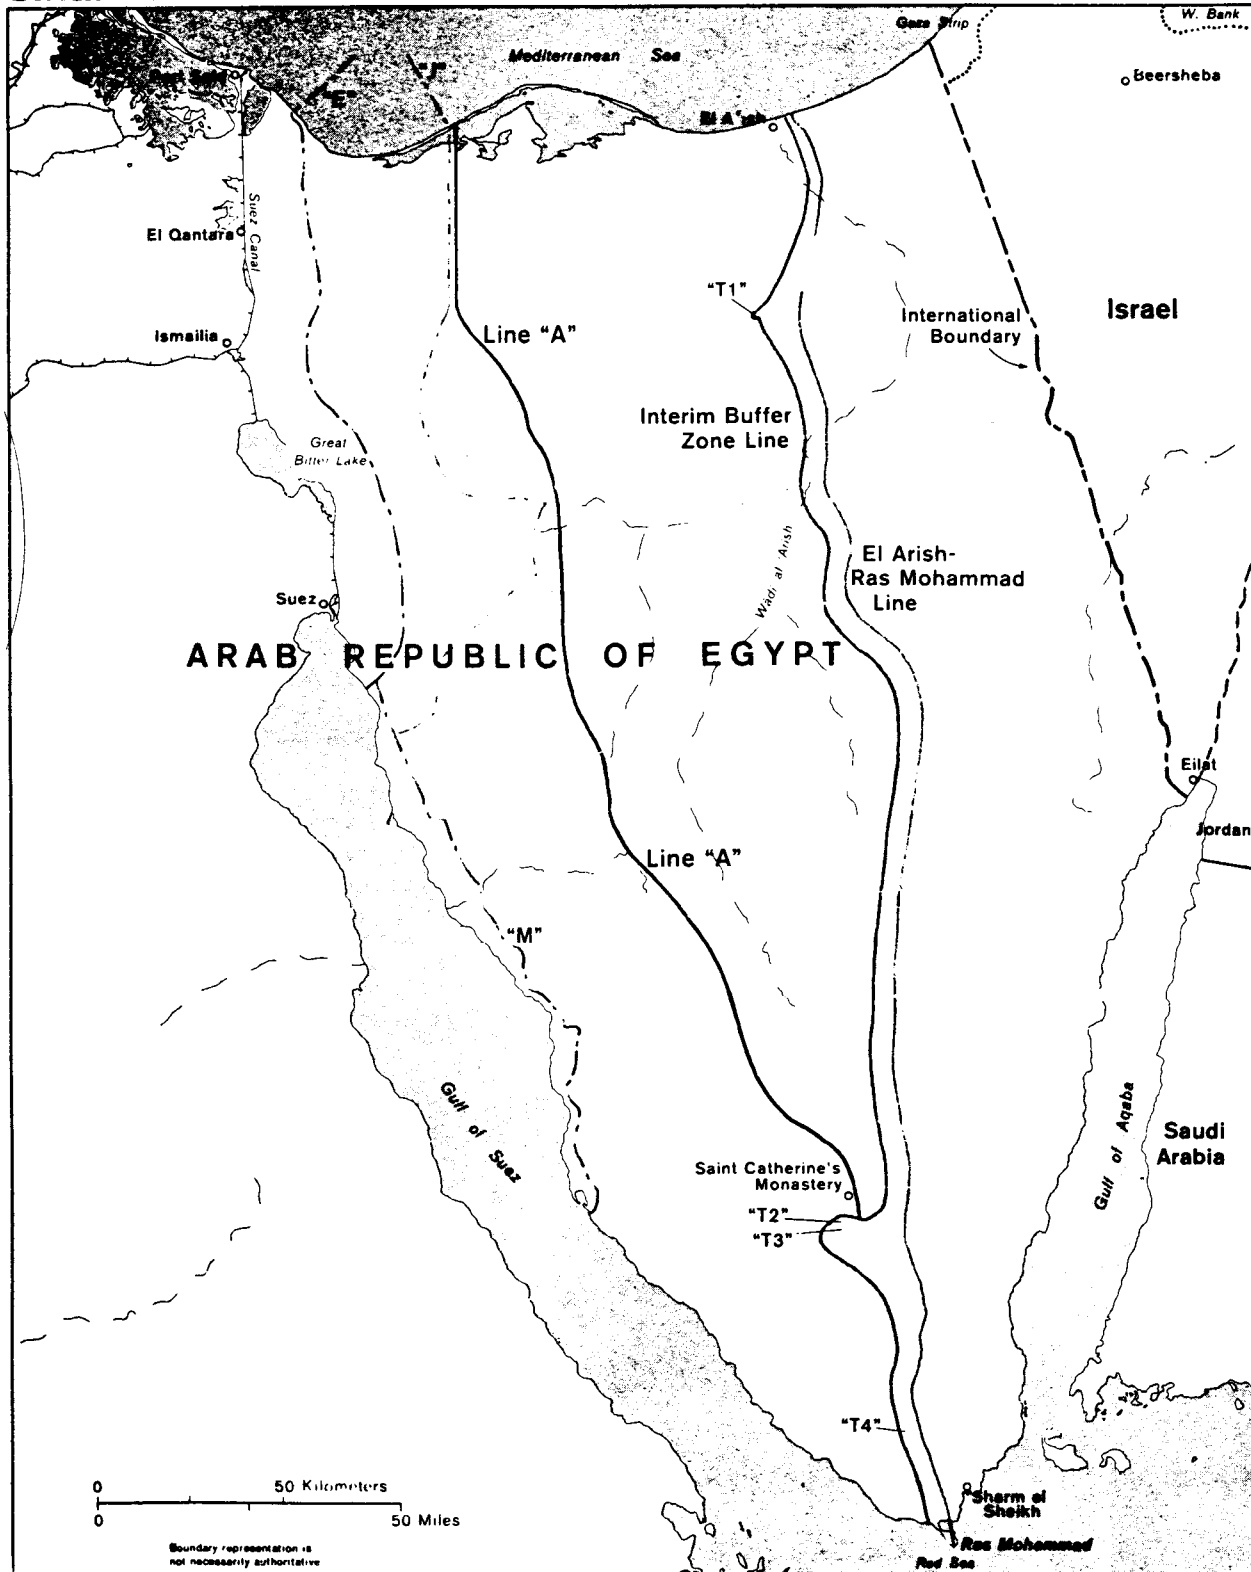 Gaza Strip
W. Bank
Mediterranean Sea
"J"
"E"
Port Said
Beersheba
El A'rish
Suez Canal
El Qantara
"T1"
International
Boundary
Israel
Ismailia
Line "A"
Interim Buffer
Zone Line
Great
Bitter Lake
Wadi al 'Arish
El Arish-
Ras Mohammad
Line
Suez
ARAB REPUBLIC OF EGYPT
Eilat
Jordan
Line "A"
"M"
Gulf of Suez
Gulf of Aqaba
Saudi
Arabia
Saint Catherine's
Monastery
"T2"
"T3"
"T4"
0 50 Kilometers
0 50 Miles
Sharm el
Sheikh
Ras Mohammad
Red Sea
Boundary representation is
not necessarily authoritative